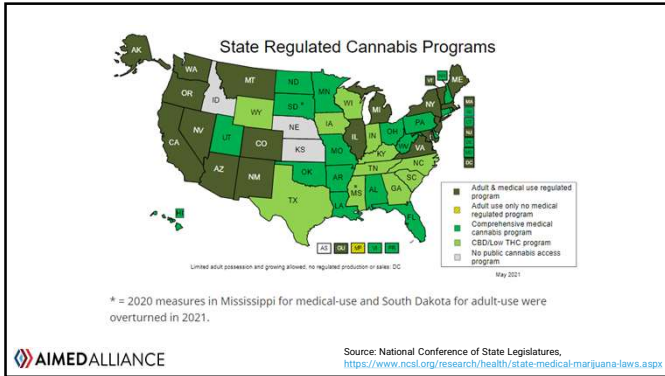 State Regulated Cannabis Programs
AK
WA
OR
CA
NV
ID
MT
WY
UT
AZ
CO
NM
ND
SD *
NE
KS
OK
TX
MN
IA
MO
AR
LA
WI
IL
MI
IN
OH
KY
TN
MS
*
AL
GA
FL
SC
NC
VA
WV
PA
NY
ME
VT
MA
NJ
DC
HI
AS
GU
MP
VI
PR
Adult & medical use regulated
program
Adult use only no medical
regulated program
Comprehensive medical
cannabis program
CBD/Low THC program
No public cannabis access
program
Limited adult possession and growing allowed, no regulated production or sales: DC
May 2021
* = 2020 measures in Mississippi for medical-use and South Dakota for adult-use were
overturned in 2021.
AIMEDALLIANCE
Source: National Conference of State Legislatures,
https://www.ncsl.org/research/health/state-medical-marijuana-laws.aspx